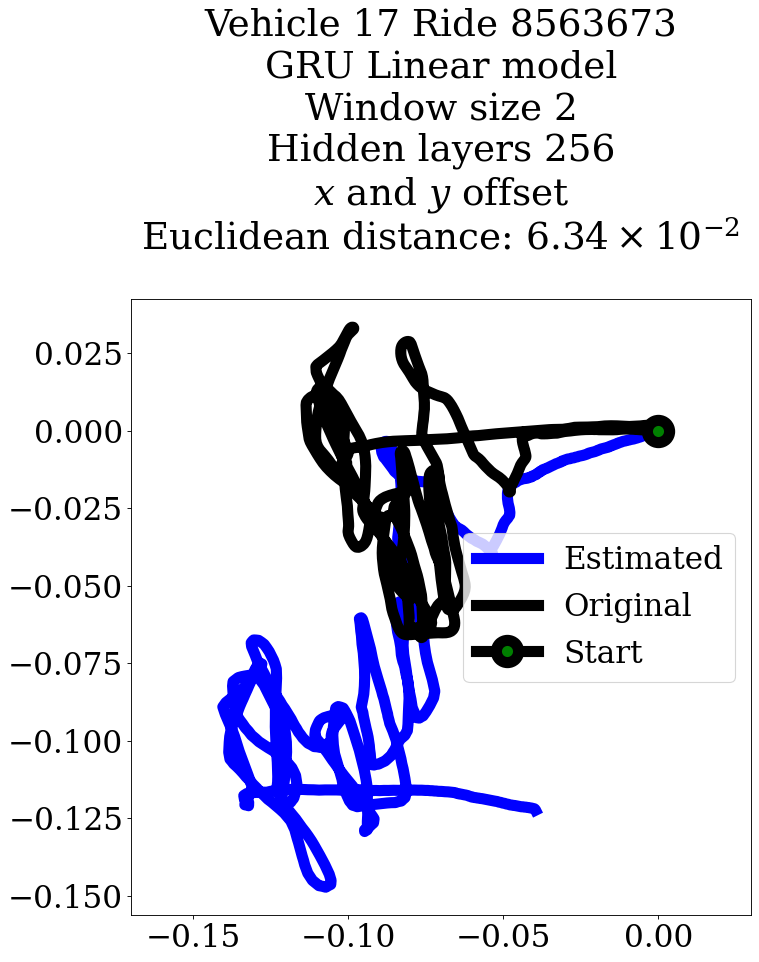 Vehicle 17 Ride 8563673
GRU Linear model
Window size 2
Hidden layers 256
x and y offset
Euclidean distance: 6.34 × 10⁻²
0.025
0.000
−0.025
−0.050
−0.075
−0.100
−0.125
−0.150
Estimated
Original
Start
−0.15 −0.10 −0.05 0.00